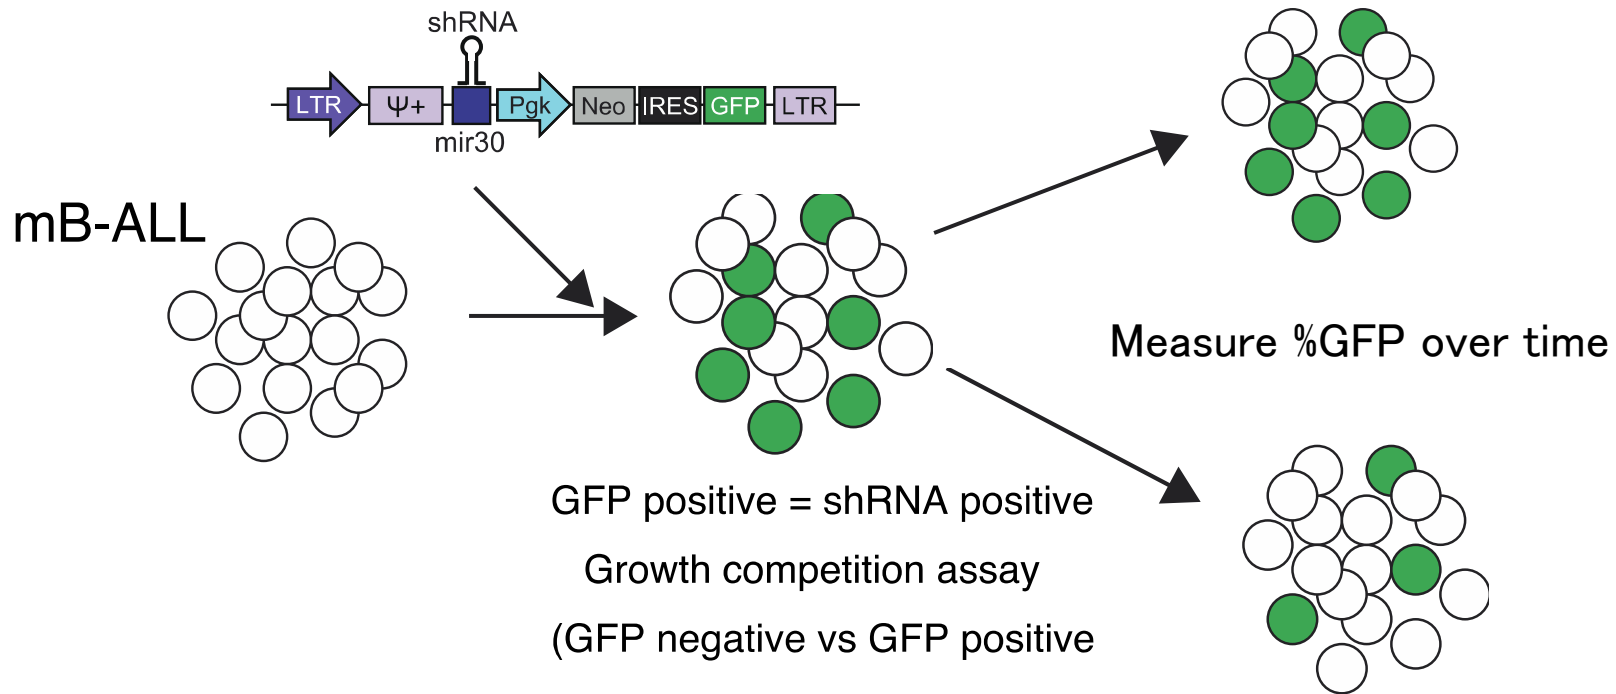 shRNA
LTR Ψ+ Pgk Neo IRES GFP LTR
mir30
mB-ALL
Measure %GFP over time
GFP positive = shRNA positive
Growth competition assay
(GFP negative vs GFP positive